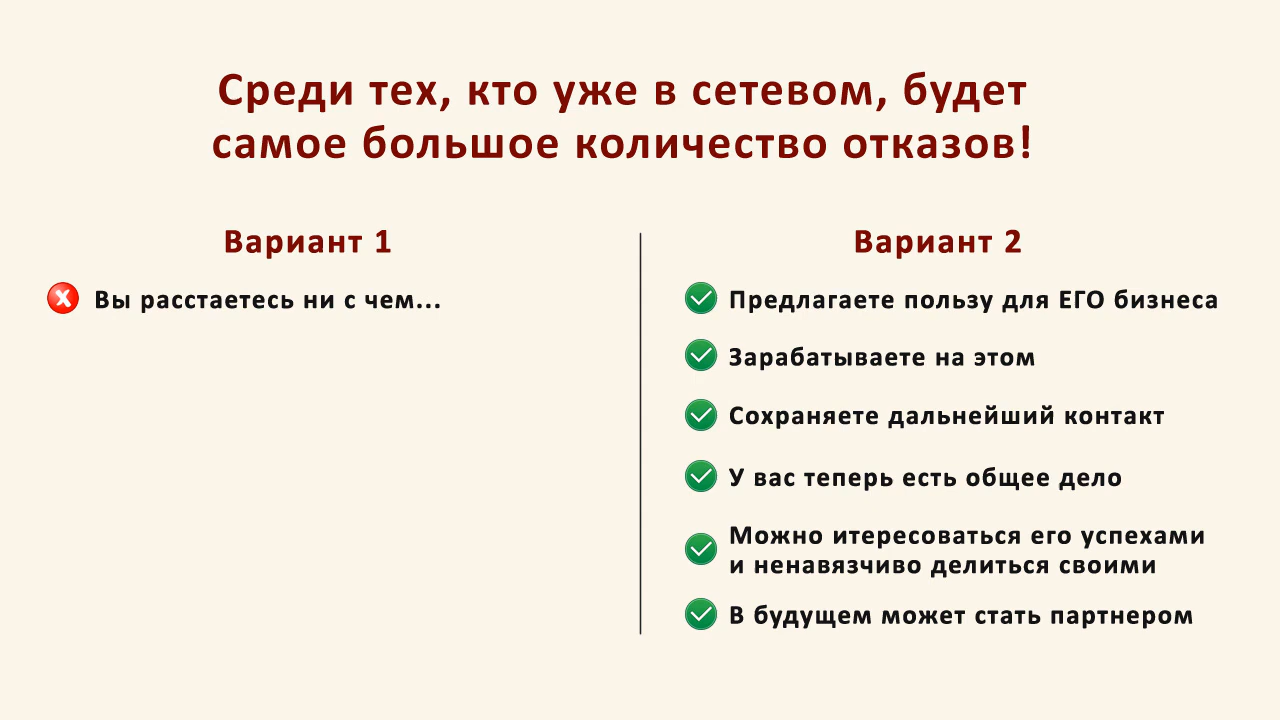 Среди тех, кто уже в сетевом, будет
самое большое количество отказов!
Вариант 1
Вы расстаетесь ни с чем...
Вариант 2
Предлагаете пользу для ЕГО бизнеса
Зарабатываете на этом
Сохраняете дальнейший контакт
У вас теперь есть общее дело
Можно итересоваться его успехами
и ненавязчиво делиться своими
В будущем может стать партнером